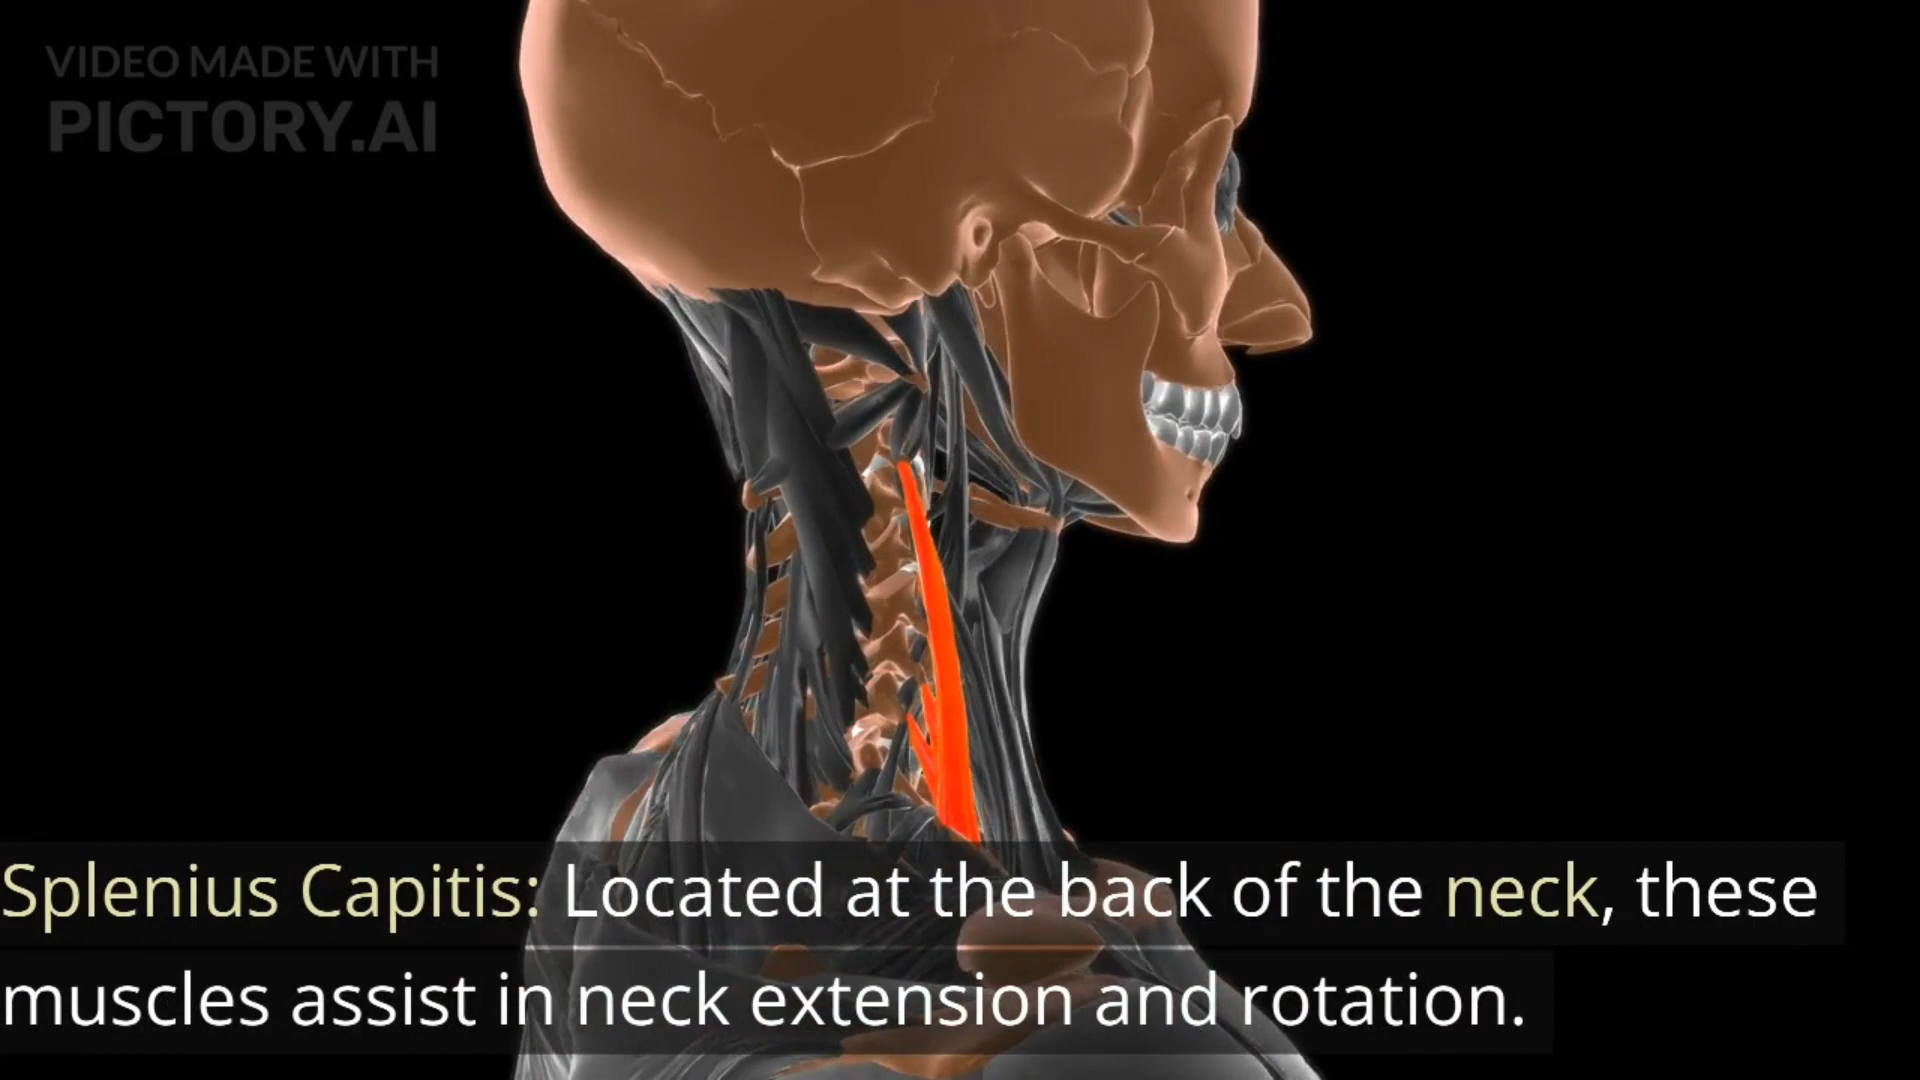 VIDEO MADE WITH
PICTORY.AI
Splenius Capitis: Located at the back of the neck, these
muscles assist in neck extension and rotation.